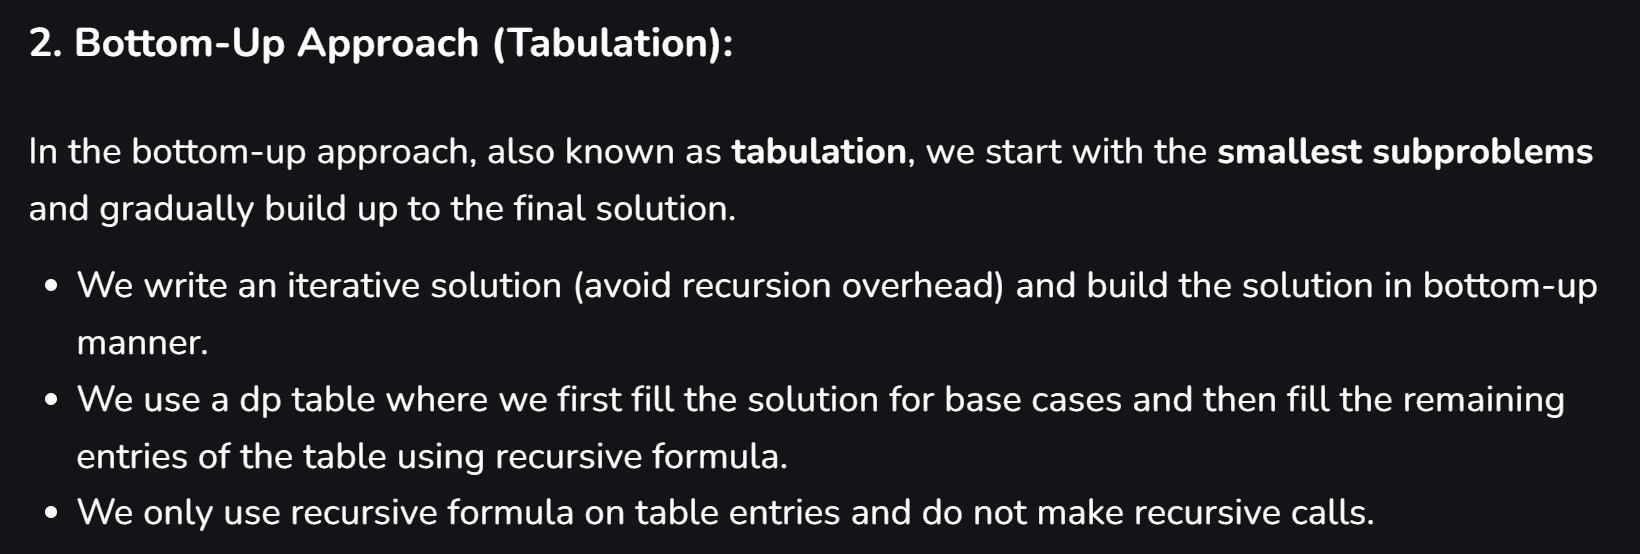 2. Bottom-Up Approach (Tabulation):
In the bottom-up approach, also known as tabulation, we start with the smallest subproblems
and gradually build up to the final solution.
• We write an iterative solution (avoid recursion overhead) and build the solution in bottom-up
manner.
• We use a dp table where we first fill the solution for base cases and then fill the remaining
entries of the table using recursive formula.
• We only use recursive formula on table entries and do not make recursive calls.